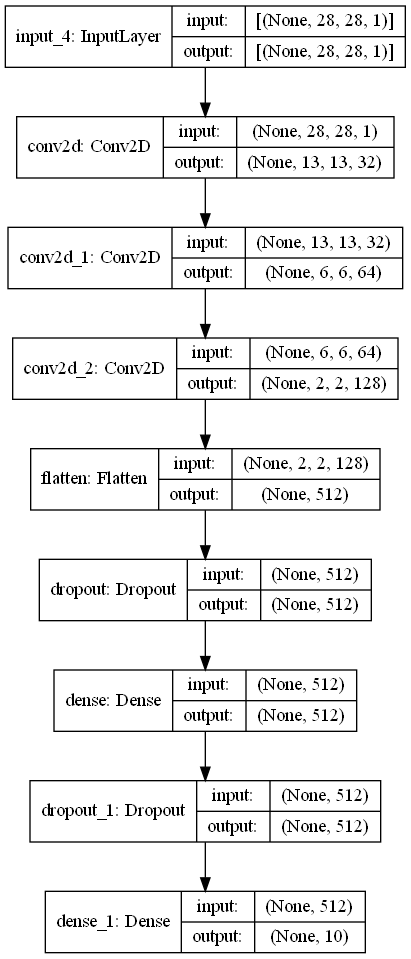 input_4: InputLayer
input: [(None, 28, 28, 1)]
output: [(None, 28, 28, 1)]
conv2d: Conv2D
input: (None, 28, 28, 1)
output: (None, 13, 13, 32)
conv2d_1: Conv2D
input: (None, 13, 13, 32)
output: (None, 6, 6, 64)
conv2d_2: Conv2D
input: (None, 6, 6, 64)
output: (None, 2, 2, 128)
flatten: Flatten
input: (None, 2, 2, 128)
output: (None, 512)
dropout: Dropout
input: (None, 512)
output: (None, 512)
dense: Dense
input: (None, 512)
output: (None, 512)
dropout_1: Dropout
input: (None, 512)
output: (None, 512)
dense_1: Dense
input: (None, 512)
output: (None, 10)